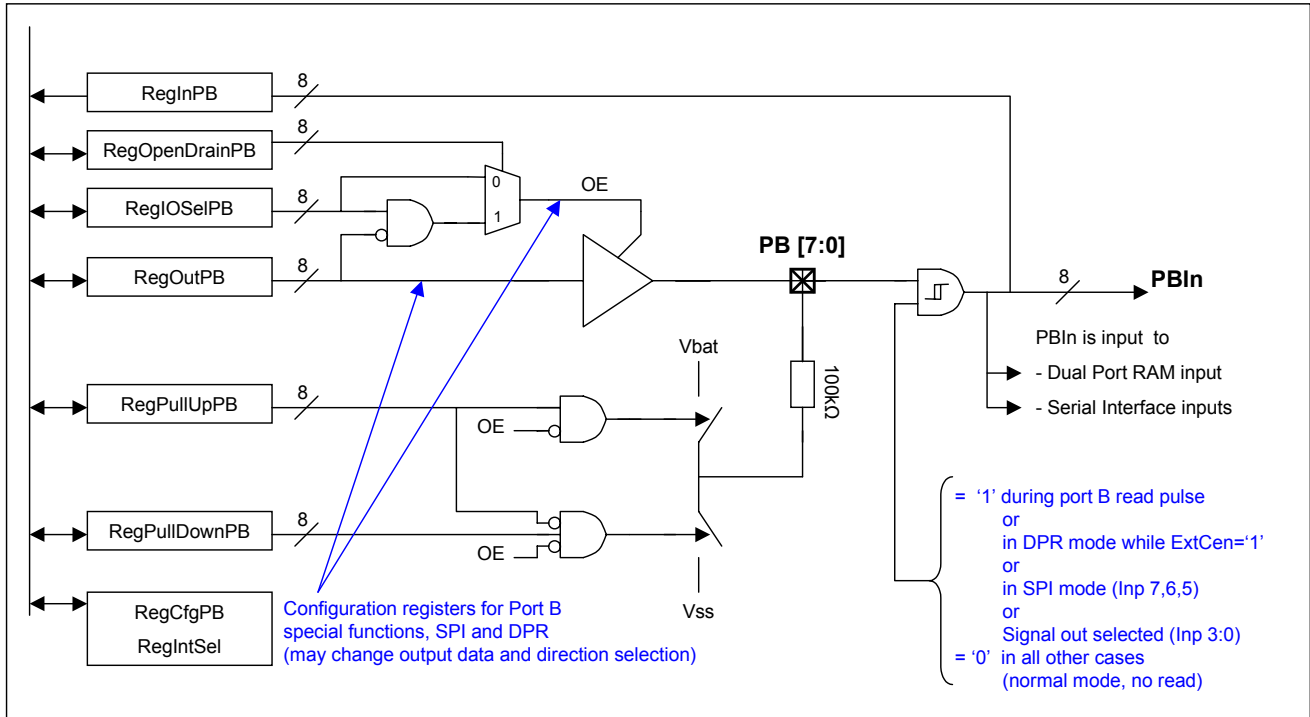 RegInPB
8
RegOpenDrainPB
8
RegIOSelPB
8
0
1
OE
RegOutPB
8
PB [7:0]
8
PBIn
PBIn is input to
- Dual Port RAM input
- Serial Interface inputs
Vbat
100kΩ
RegPullUpPB
8
OE
RegPullDownPB
8
OE
Vss
RegCfgPB
RegIntSel
Configuration registers for Port B
special functions, SPI and DPR
(may change output data and direction selection)
= ‘1’ during port B read pulse
or
in DPR mode while ExtCen=‘1’
or
in SPI mode (Inp 7,6,5)
or
Signal out selected (Inp 3:0)
= ‘0’ in all other cases
(normal mode, no read)